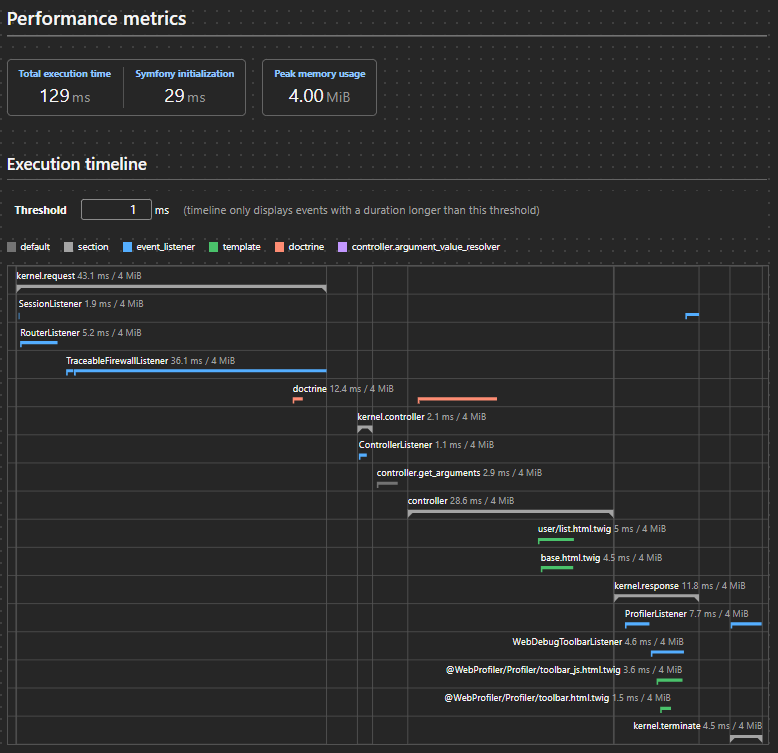 Performance metrics
Total execution time Symfony initialization Peak memory usage
129 ms 29 ms 4.00 MiB
Execution timeline
Threshold 1 ms (timeline only displays events with a duration longer than this threshold)
default section event_listener template doctrine controller.argument_value_resolver
kernel.request 43.1 ms / 4 MiB
SessionListener 1.9 ms / 4 MiB
RouterListener 5.2 ms / 4 MiB
TraceableFirewallListener 36.1 ms / 4 MiB
doctrine 12.4 ms / 4 MiB
kernel.controller 2.1 ms / 4 MiB
ControllerListener 1.1 ms / 4 MiB
controller.get_arguments 2.9 ms / 4 MiB
controller 28.6 ms / 4 MiB
user/list.html.twig 5 ms / 4 MiB
base.html.twig 4.5 ms / 4 MiB
kernel.response 11.8 ms / 4 MiB
ProfilerListener 7.7 ms / 4 MiB
WebDebugToolbarListener 4.6 ms / 4 MiB
@WebProfiler/Profiler/toolbar_js.html.twig 3.6 ms / 4 MiB
@WebProfiler/Profiler/toolbar.html.twig 1.5 ms / 4 MiB
kernel.terminate 4.5 ms / 4 MiB